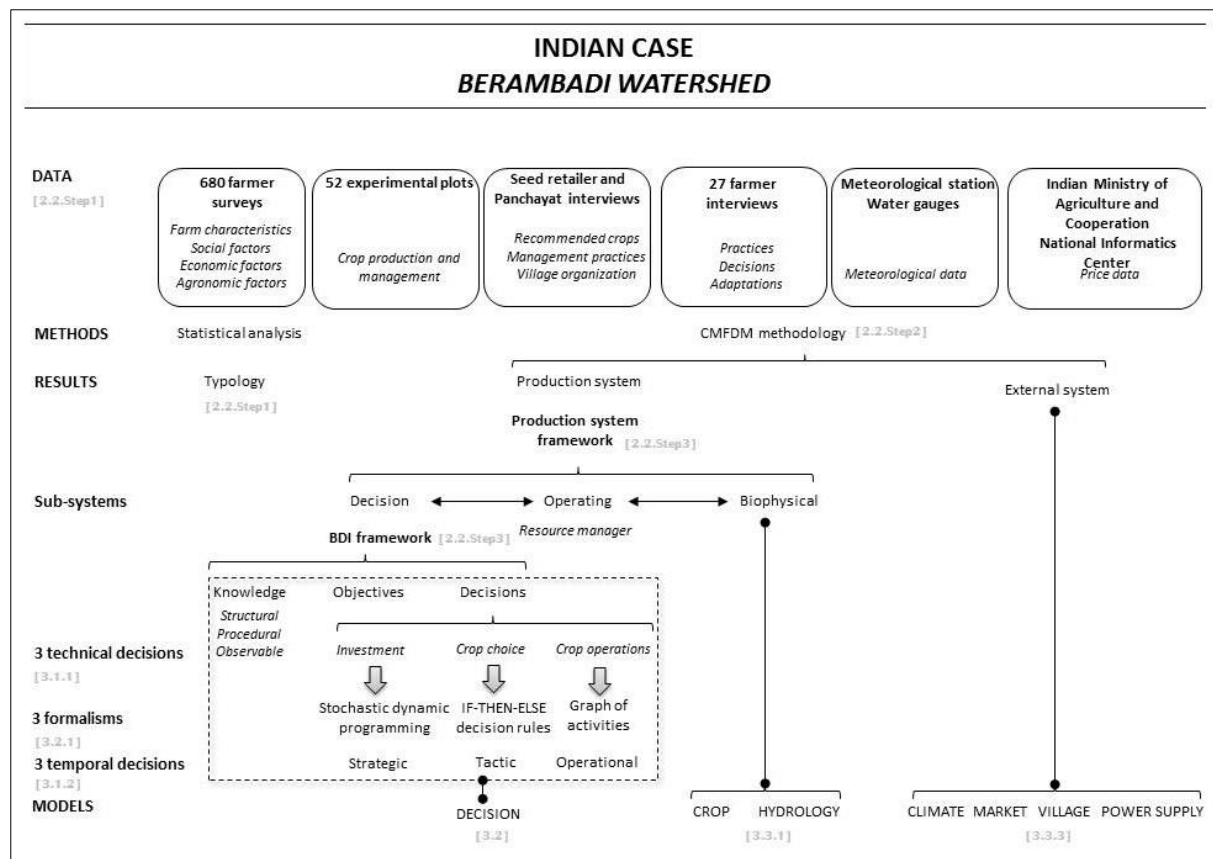 INDIAN CASE
BERAMBADI WATERSHED
DATA
[2.2.Step1]
680 farmer
surveys
Farm characteristics
Social factors
Economic factors
Agronomic factors
52 experimental plots
Crop production and
management
Seed retailer and
Panchayat interviews
Recommended crops
Management practices
Village organization
27 farmer
interviews
Practices
Decisions
Adaptations
Meteorological station
Water gauges
Meteorological data
Indian Ministry of
Agriculture and
Cooperation
National Informatics
Center
Price data
METHODS
Statistical analysis
CMFDM methodology [2.2.Step2]
RESULTS
Typology
[2.2.Step1]
Production system
External system
Production system
framework [2.2.Step3]
Sub-systems
Decision
Operating
Biophysical
Resource manager
BDI framework [2.2.Step3]
Knowledge
Objectives
Decisions
Structural
Procedural
Observable
3 technical decisions
[3.1.1]
Investment
Crop choice
Crop operations
3 formalisms
[3.2.1]
Stochastic dynamic
programming
IF-THEN-ELSE
decision rules
Graph of
activities
3 temporal decisions
[3.1.2]
Strategic
Tactic
Operational
MODELS
DECISION
[3.2]
CROP HYDROLOGY
[3.3.1]
CLIMATE MARKET VILLAGE POWER SUPPLY
[3.3.3]